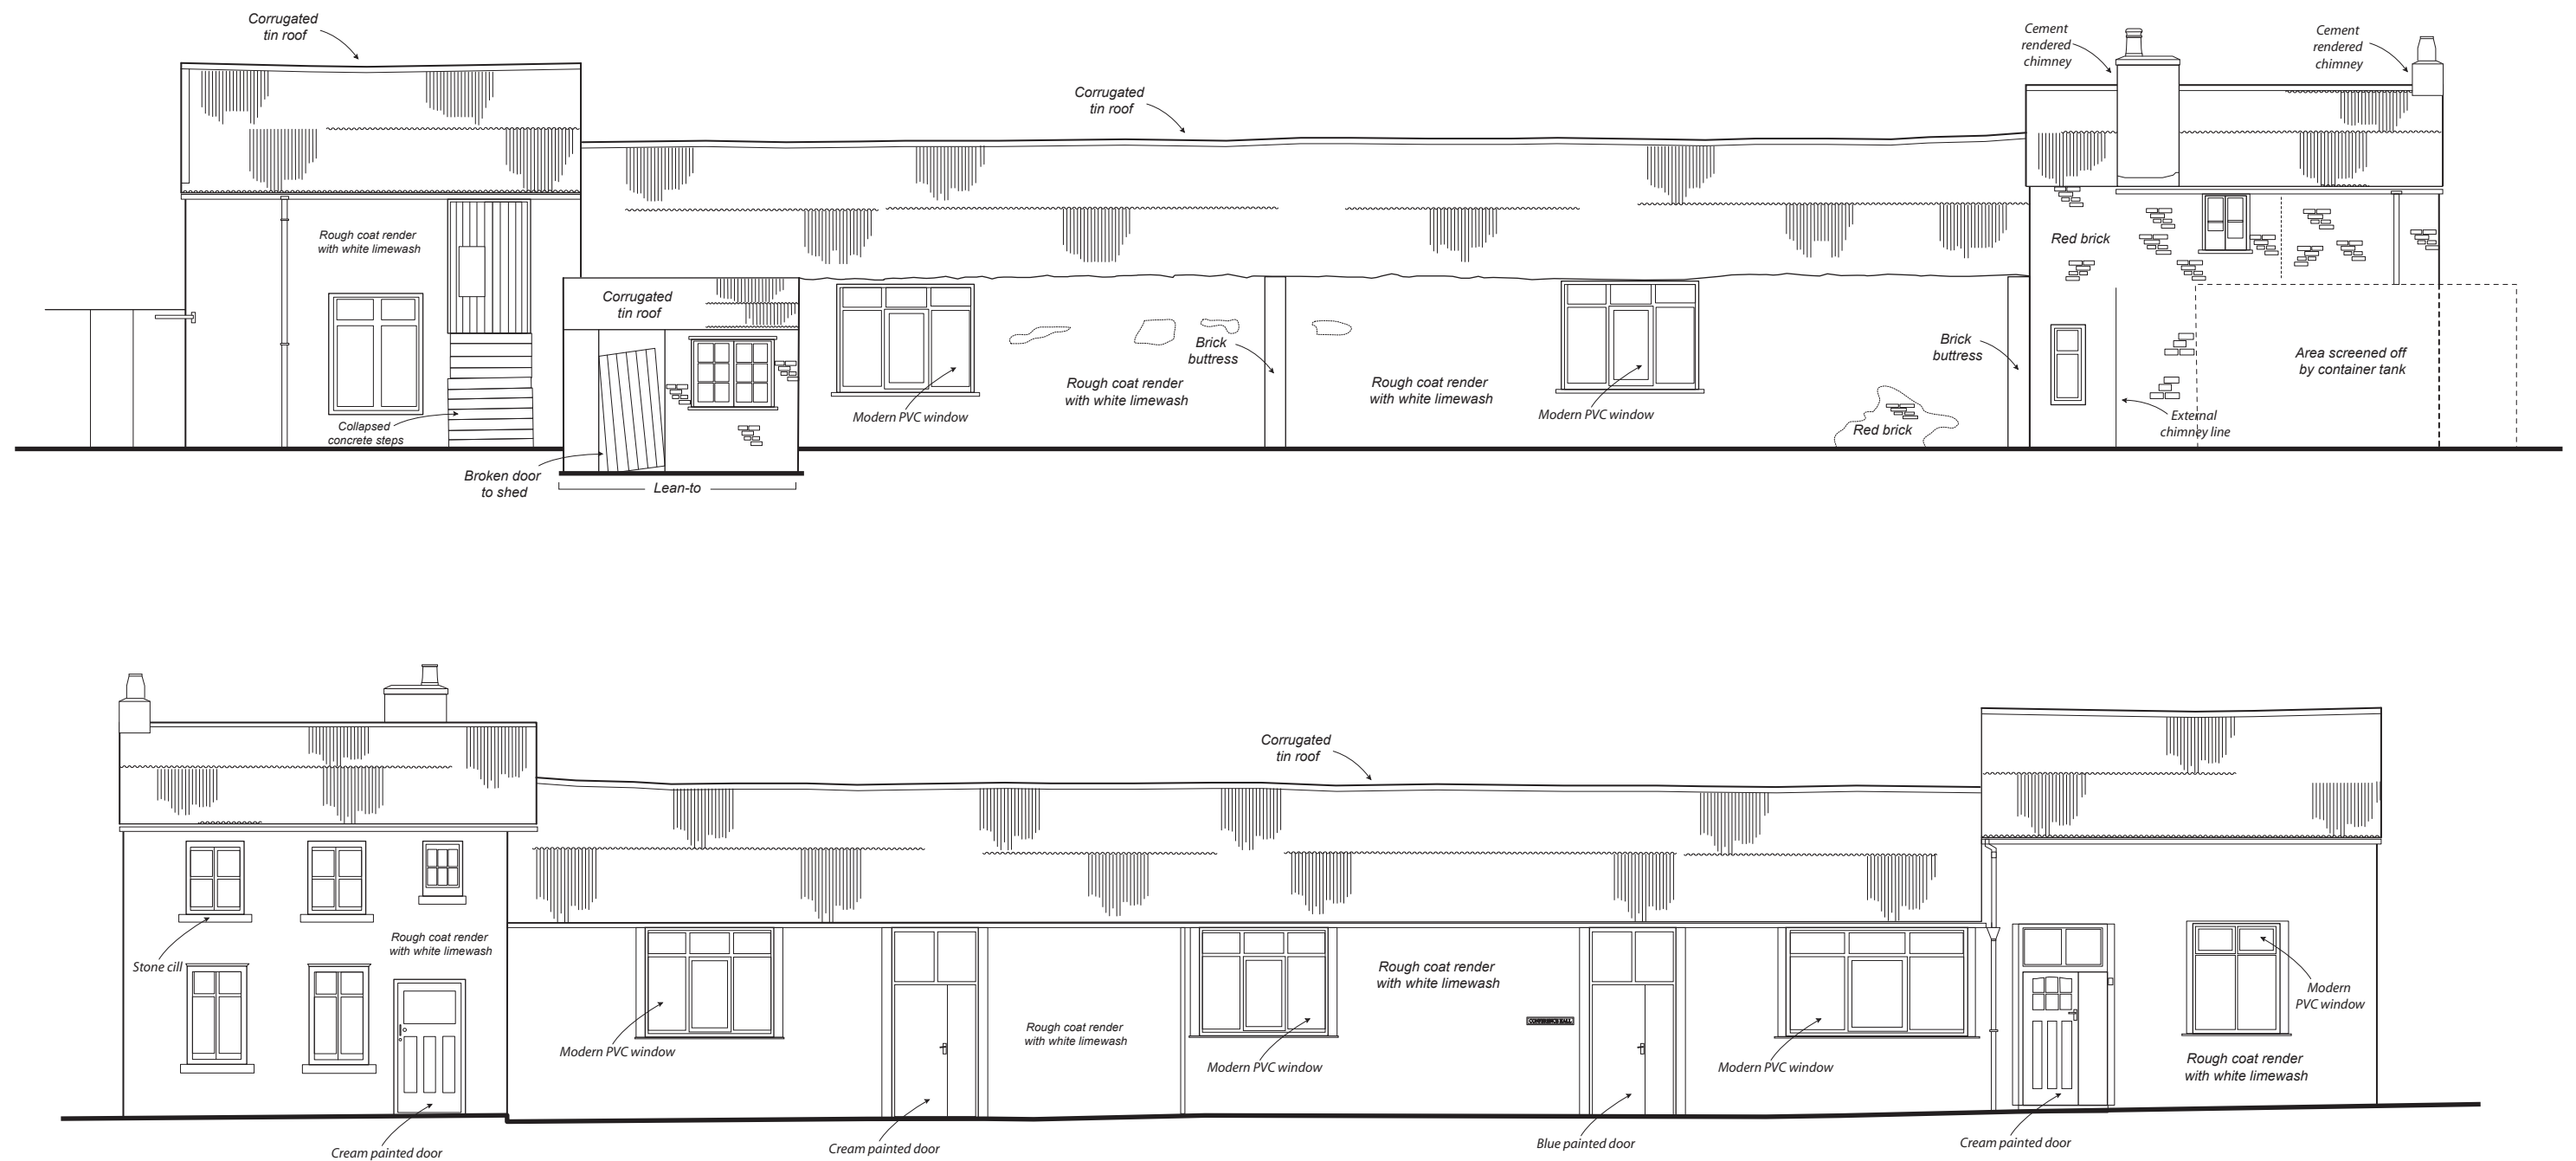 Corrugated
tin roof
Corrugated
tin roof
Cement
rendered
chimney
Cement
rendered
chimney
Rough coat render
with white limewash
Red brick
Corrugated
tin roof
Brick
buttress
Brick
buttress
Area screened off
by container tank
Rough coat render
with white limewash
Rough coat render
with white limewash
Modern PVC window
Modern PVC window
Collapsed
concrete steps
Red brick
External
chimney line
Broken door
to shed
Lean-to
Corrugated
tin roof
Rough coat render
with white limewash
Stone cill
Rough coat render
with white limewash
Modern
PVC window
CONFERENCE HALL
Rough coat render
with white limewash
Modern PVC window
Modern PVC window
Modern PVC window
Rough coat render
with white limewash
Cream painted door
Cream painted door
Blue painted door
Cream painted door